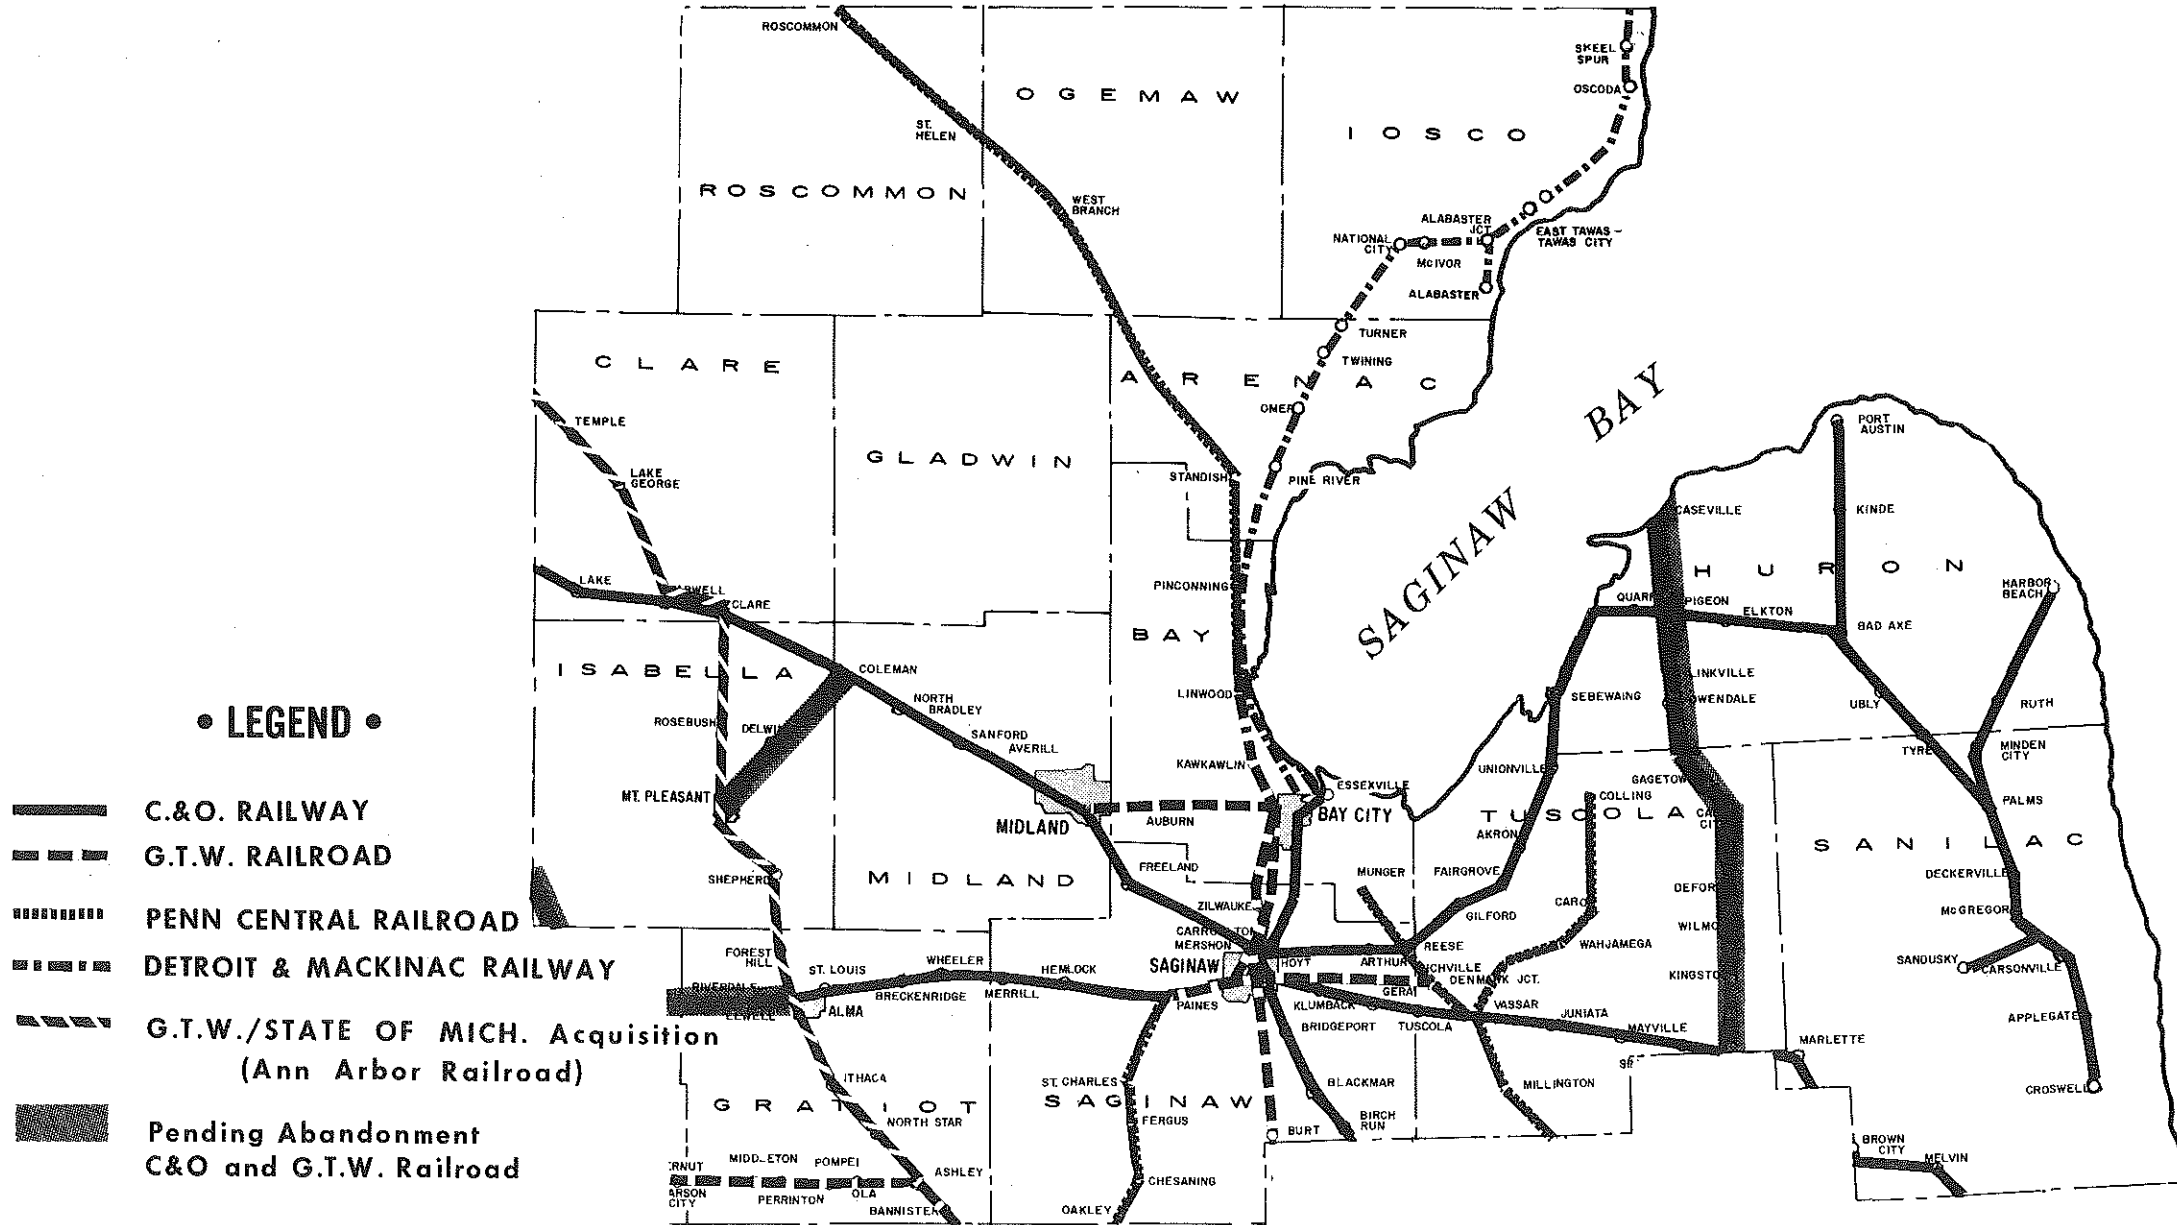 ROSCOMMON
SKEEL
SPUR
OSCODA
OGEMAW
IOSCO
ST.
HELEN
ROSCOMMON
WEST
BRANCH
ALABASTER
JCT.
NATIONAL
CITY
EAST TAWAS -
TAWAS CITY
McIVOR
ALABASTER
TURNER
TWINING
CLARE
ARENAC
OMER
BAY
TEMPLE
PORT
AUSTIN
GLADWIN
LAKE
GEORGE
STANDISH
PINE RIVER
SAGINAW
CASEVILLE
KINDE
HURON
LAKE
CLARE
PINCONNING
HARBOR
BEACH
PIGEON
ELKTON
BAD AXE
BAY
ISABELLA
COLEMAN
LINKVILLE
OWENDALE
LINWOOD
SEBEWAING
NORTH
BRADLEY
UBLY
RUTH
ROSEBUSH
SANFORD
AVERILL
TYRE
MINDEN
CITY
KAWKAWLIN
UNIONVILLE
ESSEXVILLE
COLLING
MT. PLEASANT
BAY CITY
TUSCOLA
PALMS
MIDLAND
AUBURN
AKRON
SANILAC
FREELAND
MUNGER
FAIRGROVE
DECKERVILLE
SHEPHERD
MIDLAND
GILFORD
McGREGOR
CARO
MERSHON
REESE
WAHJAMEGA
FOREST
HILL
SAGINAW
HOYT
ARTHUR
SANDUSKY
CARSONVILLE
ST. LOUIS
WHEELER
HEMLOCK
DENMARK JCT.
RIVERDALE
BRECKENRIDGE
MERRILL
PAINES
KLUMBACK
VASSAR
ALMA
BRIDGEPORT
TUSCOLA
JUNIATA
MAYVILLE
APPLEGATE
MARLETTE
ITHACA
ST. CHARLES
BLACKMAR
MILLINGTON
CROSWELL
GRATIOT
SAGINAW
NORTH STAR
FERGUS
BIRCH
RUN
BURT
BROWN
CITY
MELVIN
MIDDLETON
POMPEI
ASHLEY
CHESANING
PERRINTON
OLA
BANNISTER
OAKLEY
• LEGEND •
C.&O. RAILWAY
G.T.W. RAILROAD
PENN CENTRAL RAILROAD
DETROIT & MACKINAC RAILWAY
G.T.W./STATE OF MICH. Acquisition
(Ann Arbor Railroad)
Pending Abandonment
C&O and G.T.W. Railroad